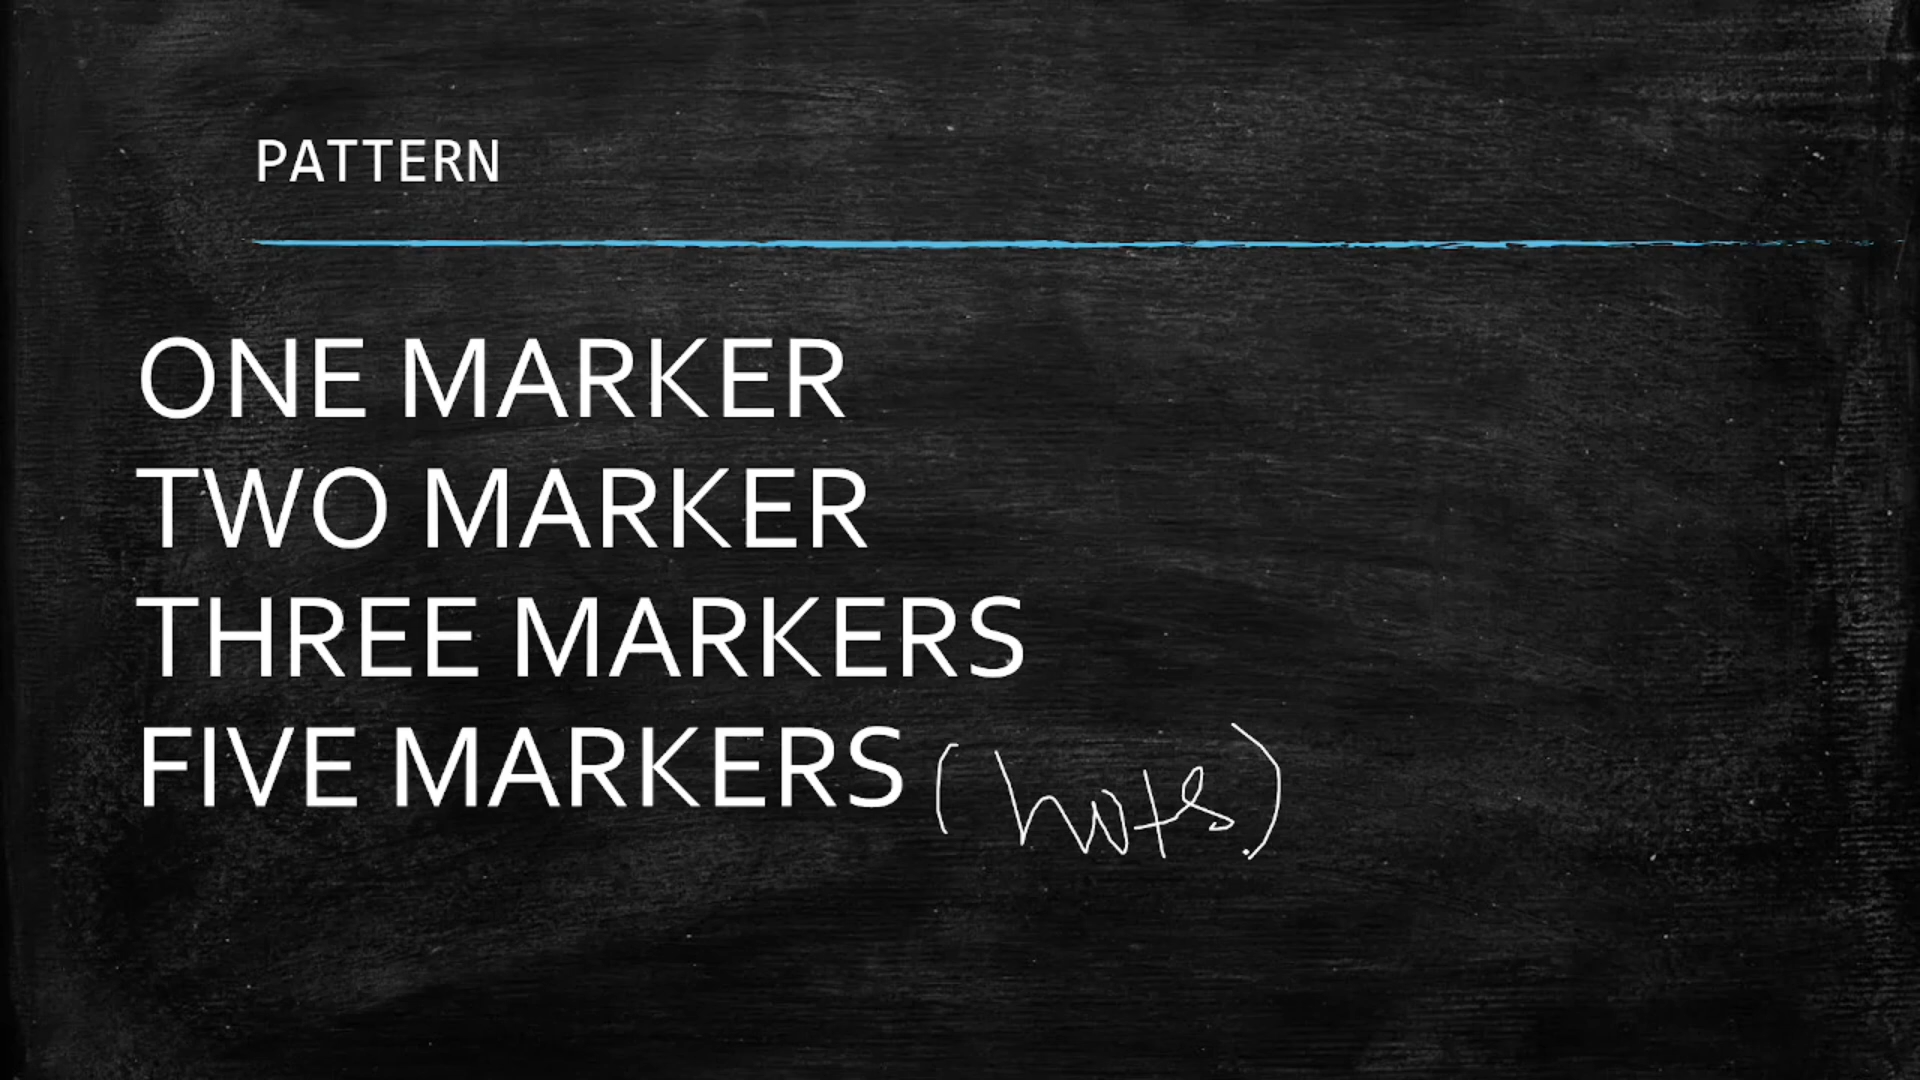 PATTERN
ONE MARKER
TWO MARKER
THREE MARKERS
FIVE MARKERS (hots.)